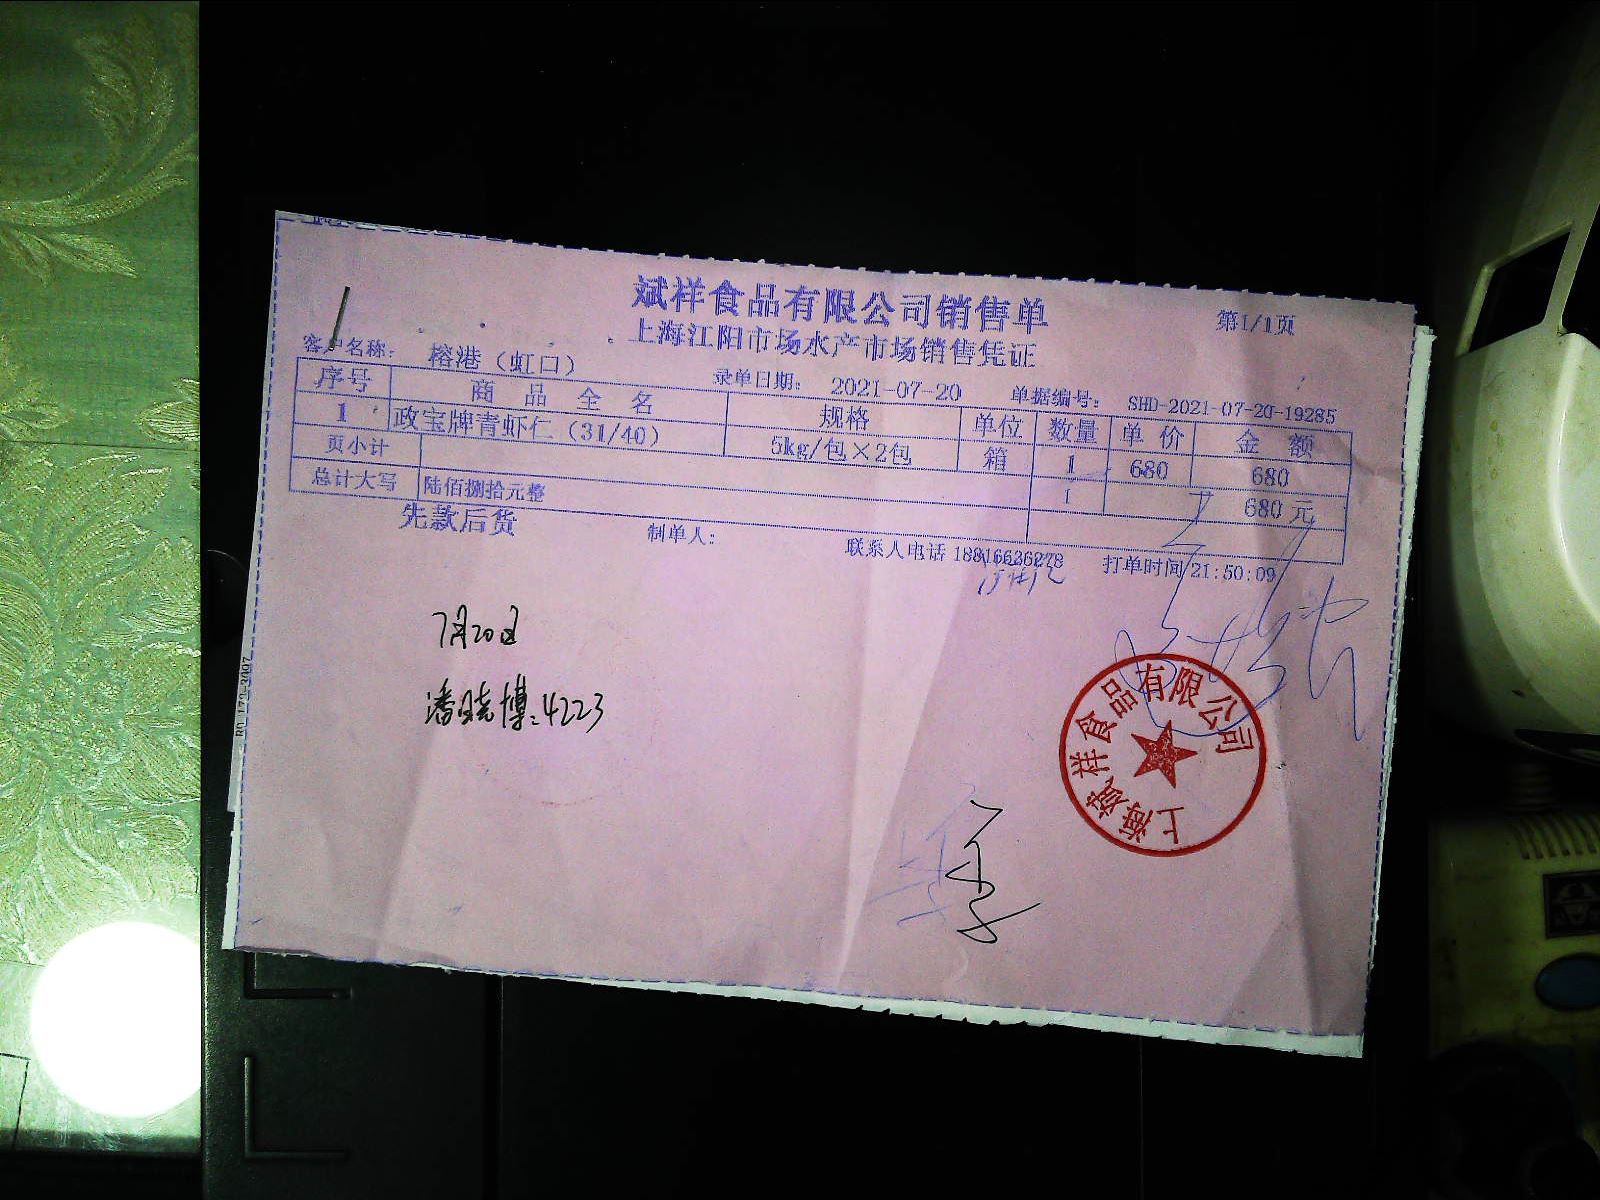 斌祥食品有限公司销售单
第1/1页
上海江阳市场水产市场销售凭证
客户名称: 榕港（虹口） 录单日期: 2021-07-20 单据编号: SHD-2021-07-20-19285
序号 商品全名 规格 单位 数量 单价 金额
1 政宝牌青虾仁（31/40） 5kg/包×2包 箱 1 680 680
页小计 1 680 元
总计大写 陆佰捌拾元整
先款后货 制单人: 联系人电话 18816636278 打单时间 21:50:09
7月20日
潘晓博:4223
上海斌祥食品有限公司